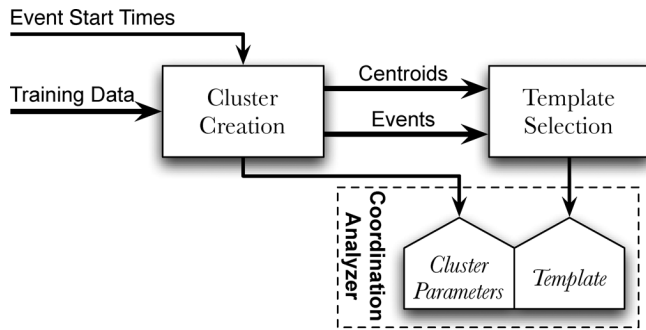 Event Start Times
Training Data
Cluster
Creation
Centroids
Events
Template
Selection
Coordination
Analyzer
Cluster
Parameters
Template